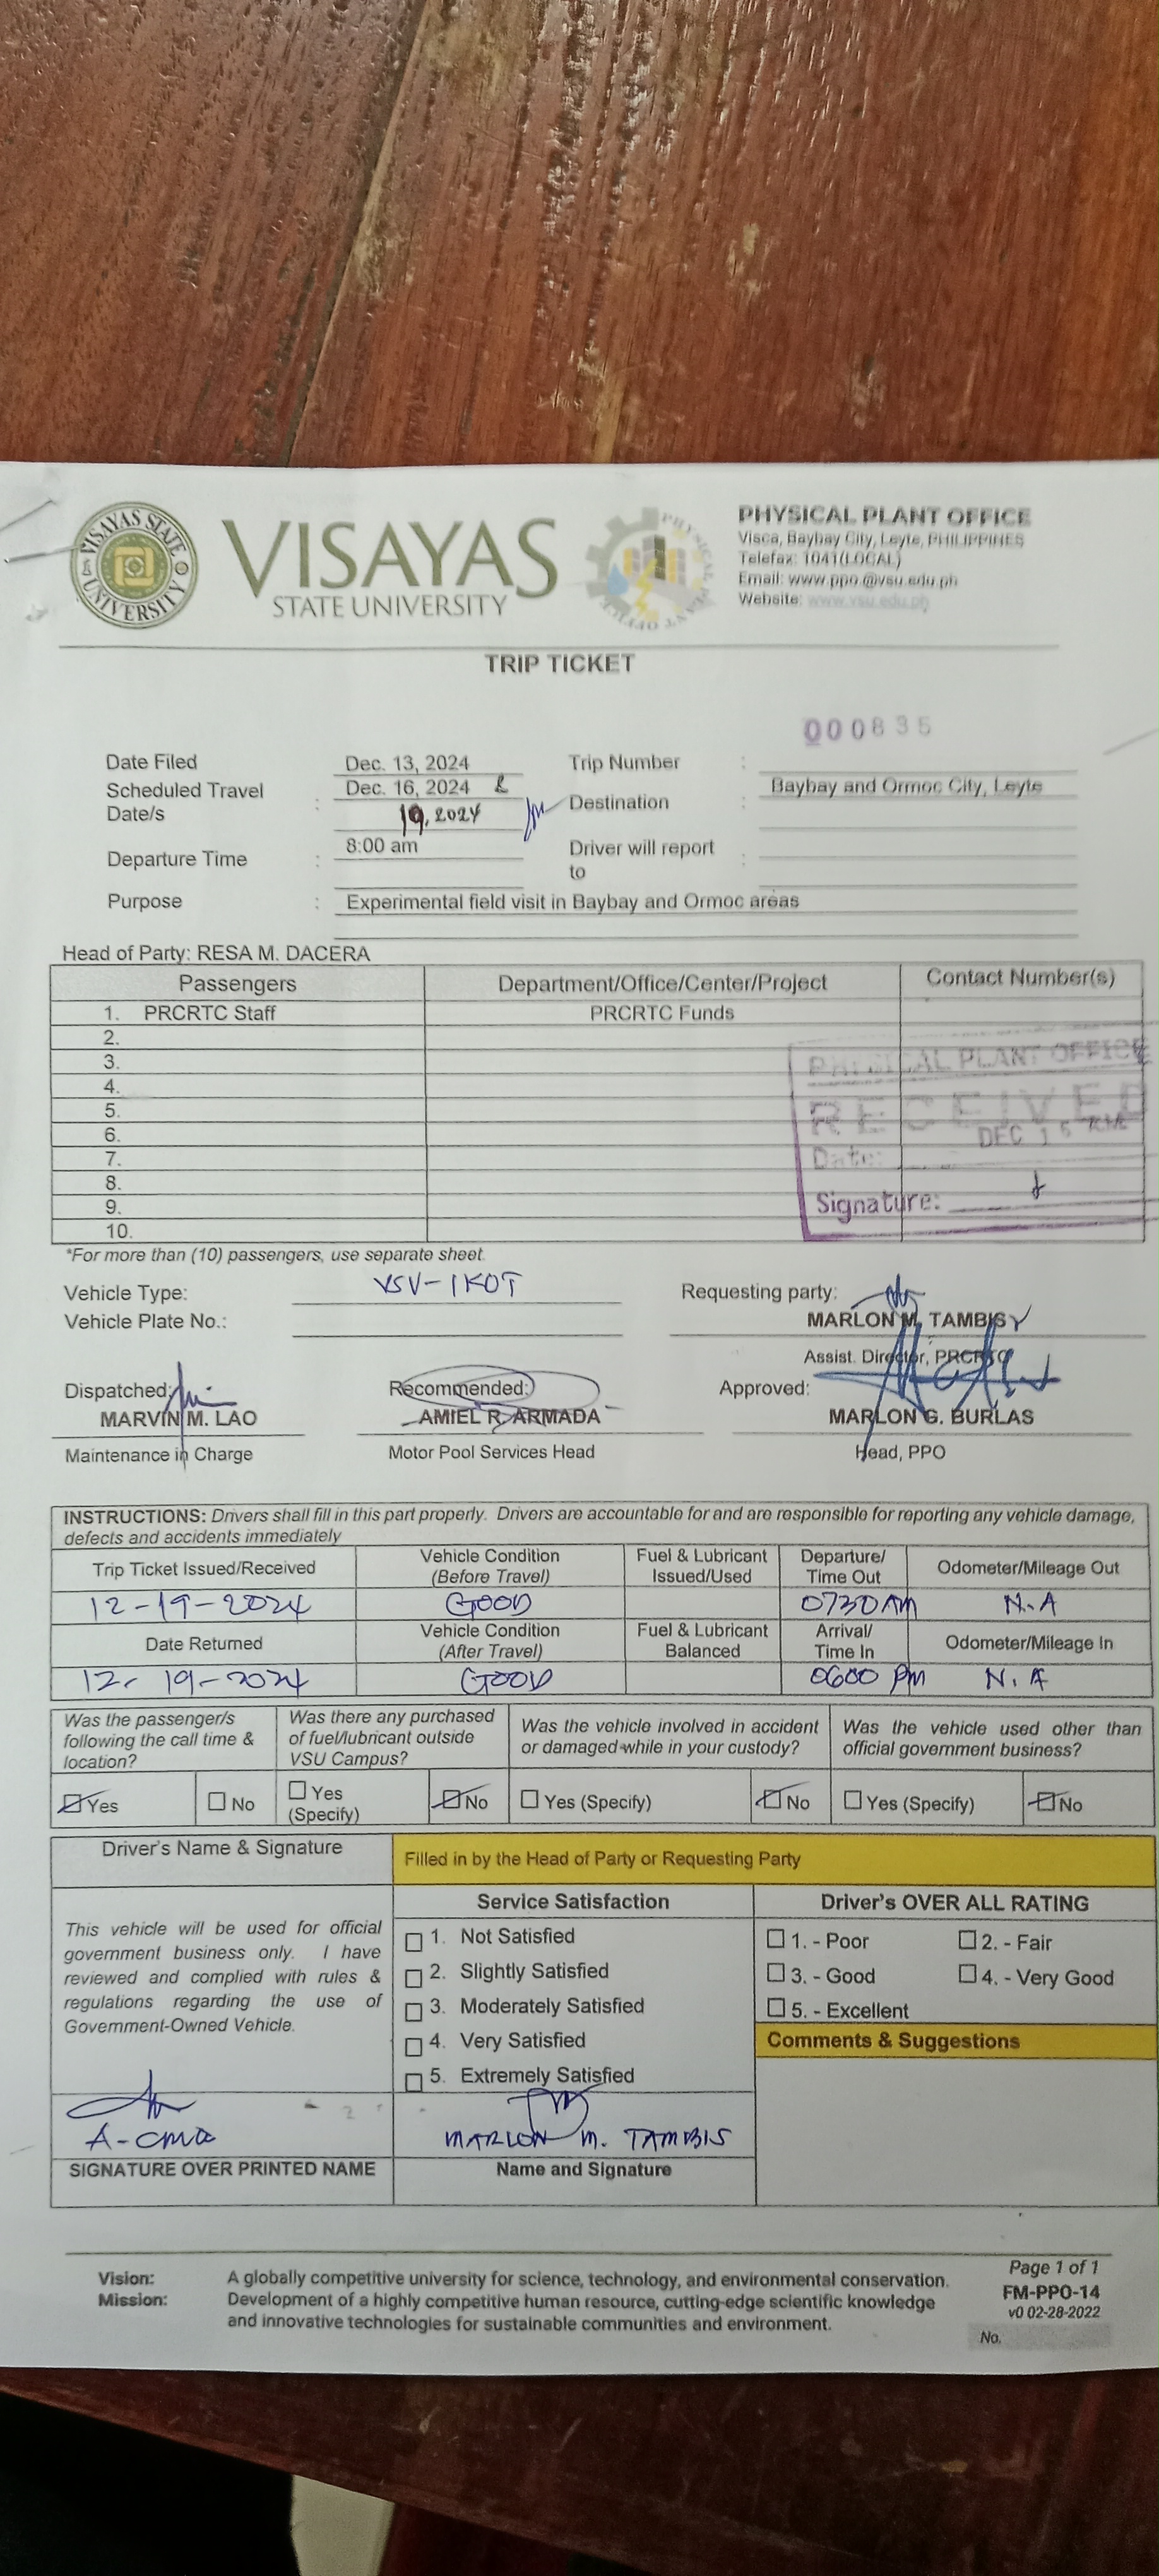 VISAYAS STATE UNIVERSITY
VISAYAS
STATE UNIVERSITY
PHYSICAL PLANT OFFICE
PHYSICAL PLANT OFFICE
Visca, Baybay City, Leyte, PHILIPPINES
Telefax: 1041(LOCAL)
Email: www.ppo @vsu.edu.ph
Website: www.vsu.edu.ph
TRIP TICKET
000835
Date Filed Dec. 13, 2024 Trip Number :
Scheduled Travel Date/s : Dec. 16, 2024 & 19, 2024 Destination : Baybay and Ormoc City, Leyte
Departure Time : 8:00 am Driver will report to :
Purpose : Experimental field visit in Baybay and Ormoc areas
Head of Party: RESA M. DACERA
Passengers Department/Office/Center/Project Contact Number(s)
1. PRCRTC Staff PRCRTC Funds
2.
3.
4.
5.
6.
7.
8.
9.
10.
PHYSICAL PLANT OFFICE
RECEIVED
DEC 1
Date:
Signature:
*For more than (10) passengers, use separate sheet.
Vehicle Type: VSV-IKOT Requesting party:
Vehicle Plate No.: MARLON M. TAMBIS
Assist. Director, PRCRTC
Dispatched: Recommended: Approved:
MARVIN M. LAO AMIEL R. ARMADA MARLON G. BURLAS
Maintenance in Charge Motor Pool Services Head Head, PPO
INSTRUCTIONS: Drivers shall fill in this part properly. Drivers are accountable for and are responsible for reporting any vehicle damage,
defects and accidents immediately
Trip Ticket Issued/Received Vehicle Condition (Before Travel) Fuel & Lubricant Issued/Used Departure/ Time Out Odometer/Mileage Out
12-19-2024 GOOD 0730AM N.A
Date Returned Vehicle Condition (After Travel) Fuel & Lubricant Balanced Arrival/ Time In Odometer/Mileage In
12-19-2024 GOOD 0600 PM N.A
Was the passenger/s following the call time & location? Was there any purchased of fuel/lubricant outside VSU Campus? Was the vehicle involved in accident or damaged while in your custody? Was the vehicle used other than official government business?
Yes No Yes (Specify) No Yes (Specify) No Yes (Specify) No
Driver's Name & Signature Filled in by the Head of Party or Requesting Party
Service Satisfaction Driver's OVER ALL RATING
This vehicle will be used for official
government business only. I have
reviewed and complied with rules &
regulations regarding the use of
Government-Owned Vehicle.
1. Not Satisfied
2. Slightly Satisfied
3. Moderately Satisfied
4. Very Satisfied
5. Extremely Satisfied
1. - Poor 2. - Fair
3. - Good 4. - Very Good
5. - Excellent
Comments & Suggestions
MARLON M. TAMBIS
SIGNATURE OVER PRINTED NAME Name and Signature
Vision: A globally competitive university for science, technology, and environmental conservation.
Mission: Development of a highly competitive human resource, cutting-edge scientific knowledge
and innovative technologies for sustainable communities and environment.
Page 1 of 1
FM-PPO-14
v0 02-28-2022
No.